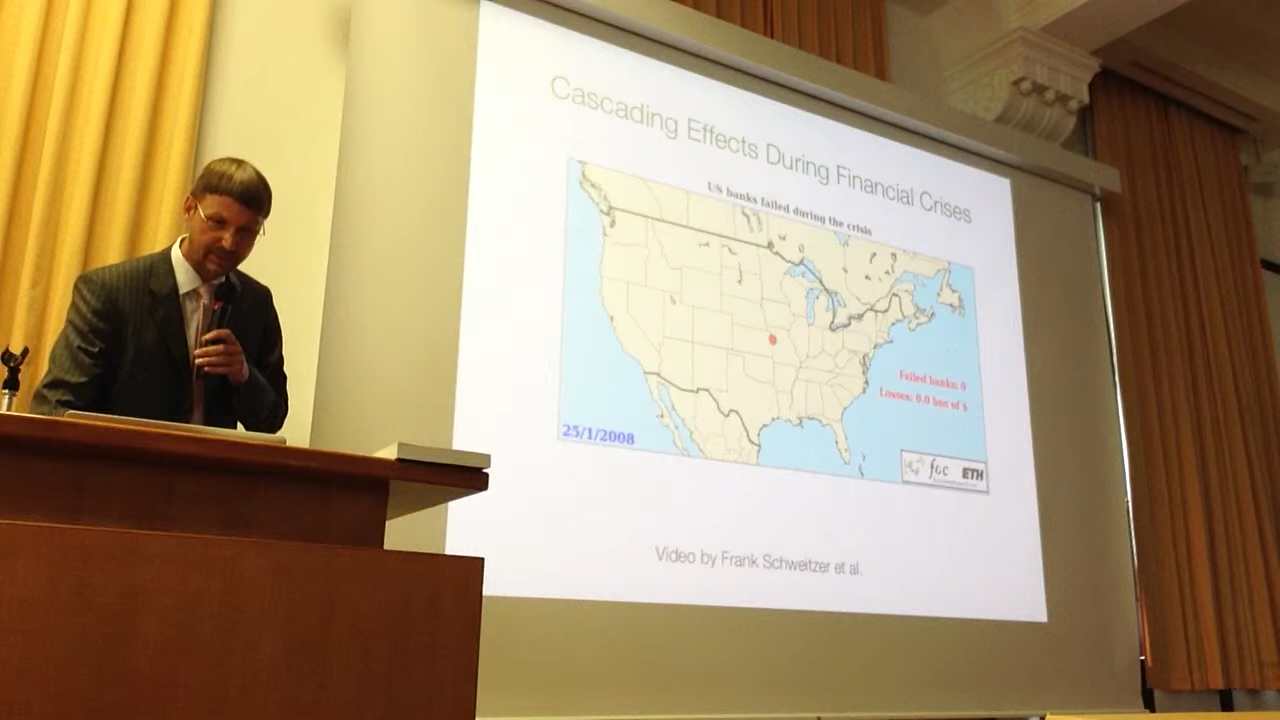 Cascading Effects During Financial Crises
US banks failed during the crisis
Failed banks: 0
Losses: 0.0 bns of $
25/1/2008
foc ETH
Video by Frank Schweitzer et al.